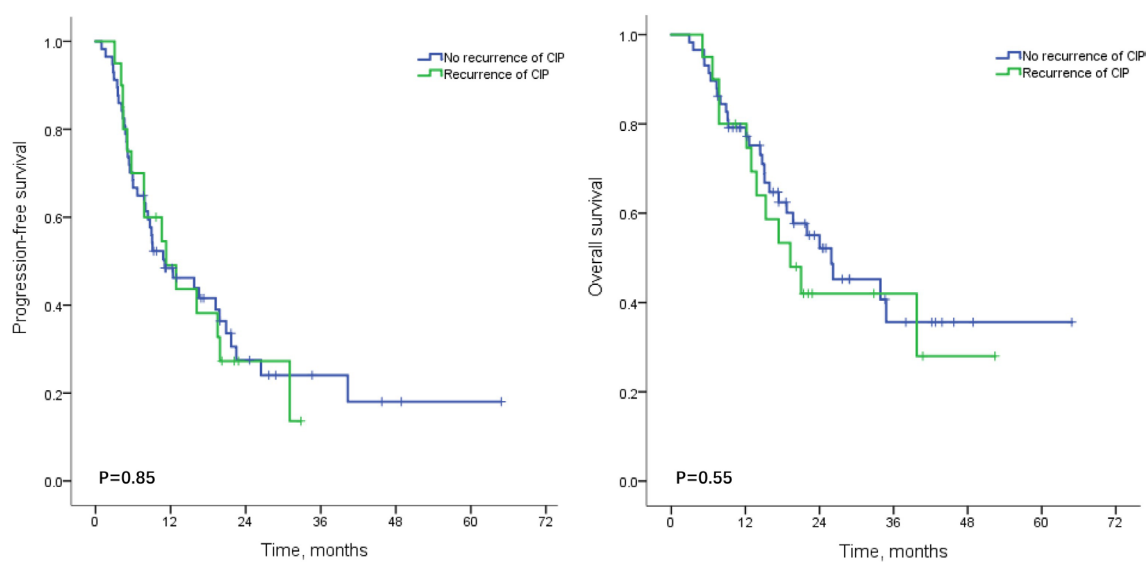 No recurrence of CIP
Recurrence of CIP
Progression-free survival
1.0
0.8
0.6
0.4
0.2
0.0
P=0.85
0 12 24 36 48 60 72
Time, months
No recurrence of CIP
Recurrence of CIP
Overall survival
1.0
0.8
0.6
0.4
0.2
0.0
P=0.55
0 12 24 36 48 60 72
Time, months